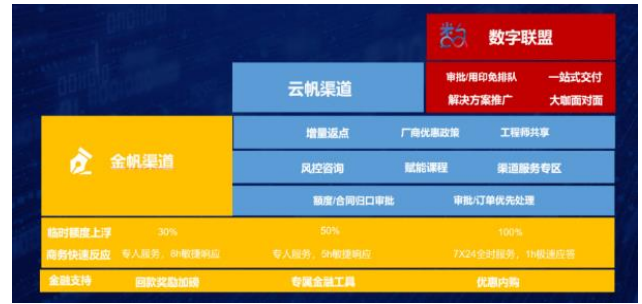 数字联盟
云帆渠道
审批/用印免排队 一站式交付
解决方案推广 大咖面对面
金帆渠道
增量返点 厂商优惠政策 工程师共享
风控咨询 赋能课程 渠道服务专区
额度/合同归口审批 审批/订单优先处理
临时额度上浮 30% 50% 100%
商务快速反应 专人服务，8h敏捷响应 专人服务，5h敏捷响应 7X24全时服务，1h极速应答
金融支持 回款奖励加磅 专属金融工具 优惠内购